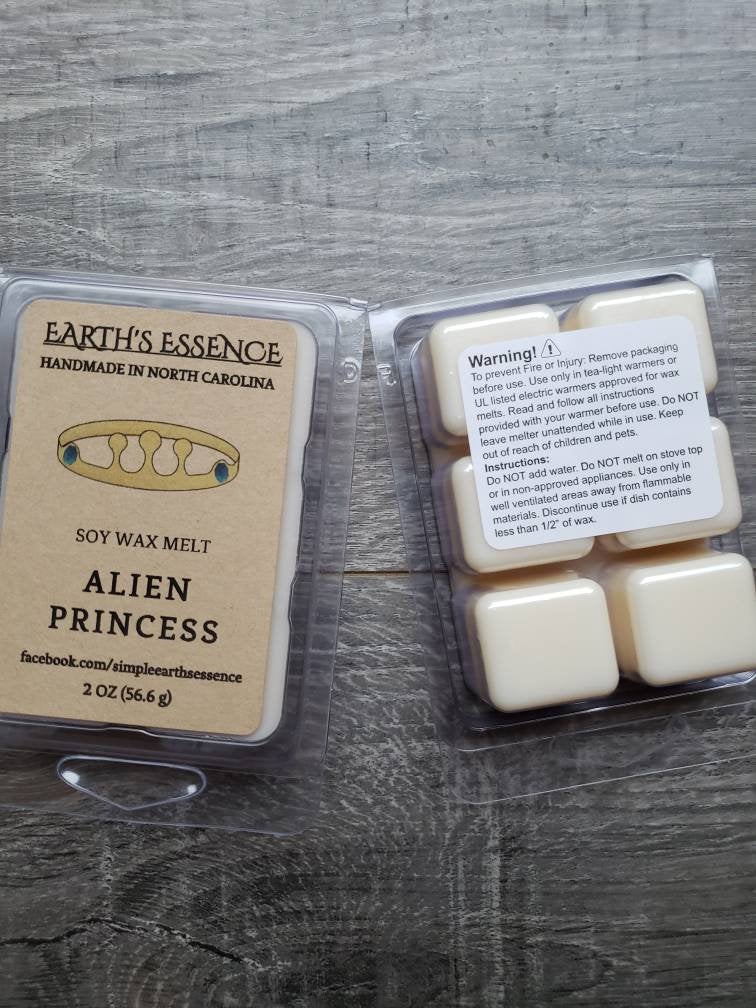 EARTH'S ESSENCE
HANDMADE IN NORTH CAROLINA
SOY WAX MELT
ALIEN
PRINCESS
facebook.com/simpleearthsessence
2 OZ (56.6 g)
Warning! ⚠
To prevent Fire or Injury: Remove packaging
before use. Use only in tea-light warmers or
UL listed electric warmers approved for wax
melts. Read and follow all instructions
provided with your warmer before use. Do NOT
leave melter unattended while in use. Keep
out of reach of children and pets.
Instructions:
Do NOT add water. Do NOT melt on stove top
or in non-approved appliances. Use only in
well ventilated areas away from flammable
materials. Discontinue use if dish contains
less than 1/2" of wax.